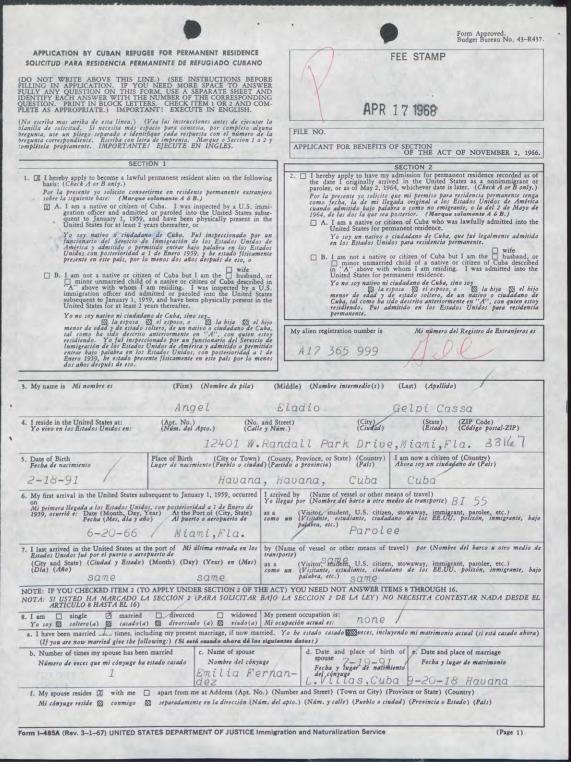 Form Approved.
Budget Bureau No. 43-R437.
APPLICATION BY CUBAN REFUGEE FOR PERMANENT RESIDENCE
SOLICITUD PARA RESIDENCIA PERMANENTE DE REFUGIADO CUBANO
(DO NOT WRITE ABOVE THIS LINE.) (SEE INSTRUCTIONS BEFORE
FILLING IN APPLICATION. IF YOU NEED MORE SPACE TO ANSWER
FULLY ANY QUESTION ON THIS FORM, USE A SEPARATE SHEET AND
IDENTIFY EACH ANSWER WITH THE NUMBER OF THE CORRESPONDING
QUESTION. PRINT IN BLOCK LETTERS. CHECK ITEM 1 OR 2 AND COM-
PLETE AS APPROPRIATE.) IMPORTANT: EXECUTE IN ENGLISH.
(No escriba mas arriba de esta linea.) (Vea las instrucciones antes de ejecutar la
planilla de solicitud. Si necesita más espacio para contestar, por completo alguna
pregunta, use un pliego separado e identifique cada respuesta con el número de la
pregunta correspondiente. Escriba con letra de imprenta. Marque o Seccion 1 o 2 y
complétela propiamente. IMPORTANTE: EJECUTE EN INGLES.
FEE STAMP
P
APR 17 1968
FILE NO.
APPLICANT FOR BENEFITS OF SECTION
OF THE ACT OF NOVEMBER 2, 1966.
SECTION 1
1. ☒ I hereby apply to become a lawful permanent resident alien on the following
basis: (Check A or B only.)
Por la presente yo solicito convertirme en residente permanente extranjero
sobre la siguiente base: (Marque solamente A ó B.)
☒ A. I am a native or citizen of Cuba. I was inspected by a U.S. immi-
gration officer and admitted or paroled into the United States subse-
quent to January 1, 1959, and have been physically present in the
United States for at least 2 years thereafter, or
Yo soy nativo o ciudadano de Cuba. Fuí inspeccionado por un
funcionario del Servicio de Inmigración de los Estados Unidos de
América y admitido o permitido entrar bajo palabra en los Estados
Unidos con posterioridad a 1 de Enero de 1959, y he estado físicamente
presente en este país, por lo menos dos años después de eso, o
☐ B. I am not a native or citizen of Cuba but I am the ☐ wife ☐ husband, or
☐ minor unmarried child of a native or citizen of Cuba described
in "A" above with whom I am residing. I was inspected by a U.S.
immigration officer and admitted or paroled into the United States
subsequent to January 1, 1959, and have been physically present in the
United States for at least 2 years thereafter.
Yo no soy nativo ni ciudadano de Cuba, sino soy
la esposa el esposo, o la hija el hijo
menor de edad y de estado soltero, de un nativo o ciudadano de Cuba,
tal como ha sido descrito anteriormente en "A", con quien estoy
residiendo. Yo fuí inspeccionado por un funcionario del Servicio de
Inmigración de los Estados Unidos de América y admitido o permitido
entrar bajo palabra en los Estados Unidos, con posterioridad a 1 de
Enero 1959, he estado presente físicamente en este país por lo menos
dos años después de eso.
SECTION 2
2. ☐ I hereby apply to have my admission for permanent residence recorded as of
the date I originally arrived in the United States as a nonimmigrant or
parolee, or as of May 2, 1964, whichever date is later. (Check A or B only.)
Por la presente yo solicito que mi permiso para residencia permanente tenga
como fecha, la de mi llegada original a los Estados Unidos de América
cuando admitido bajo palabra o como no emigrante, o la del 2 de Mayo de
1964, de las dos la que sea posterior. (Marque solamente A ó B.)
☐ A. I am a native or citizen of Cuba who was lawfully admitted into the
United States for permanent residence.
Yo soy un nativo o ciudadano de Cuba, que fuí legalmente admitido
en los Estados Unidos para residencia permanente.
☐ B. I am not a native or citizen of Cuba but I am the ☐ wife ☐ husband, or
☐ minor unmarried child of a native or citizen of Cuba described
in "A" above with whom I am residing. I was admitted into the
United States for permanent residence.
Yo no soy nativo ni ciudadano de Cuba, sino soy
la esposa el esposo, o la hija el hijo
menor de edad y de estado soltero, de un nativo o ciudadano de
Cuba, tal como ha sido descrito anteriormente en "A", con quien estoy
residiendo. Fuí admitido en los Estados Unidos para residencia
permanente.
My alien registration number is Mi número del Registro de Extranjeros es
A17 365 999
3. My name is Mi nombre es (First) (Nombre de pila) (Middle) (Nombre intermedio(s)) (Last) (Apellido)
Angel Eladio Gelpi Cassa
4. I reside in the United States at: (Apt. No.) (No. and Street) (City) (State) (ZIP Code)
Yo vivo en los Estados Unidos en: (Núm. del Apto.) (Calle y Núm.) (Ciudad) (Estado) (Código postal-ZIP)
12401 W.Randall Park Drive,Miami,Fla. 33167
5. Date of Birth Place of Birth (City or Town) (County, Province, or State) (Country) I am now a citizen of (Country)
Fecha de nacimiento Lugar de nacimiento (Pueblo o ciudad) (Partido o provincia) (País) Ahora soy ciudadano de (País)
2-18-91 Havana, Havana, Cuba Cuba
6. My first arrival in the United States subsequent to January 1, 1959, occurred
on
Mi primera llegada a los Estados Unidos, con posterioridad a 1 de Enero de
1959, ocurrió e: Date (Month, Day, Year) At the Port of (City, State)
Fecha (Mes, día y año) Al puerto o aeropuerto de
6-20-66 Miami,Fla.
I arrived by (Name of vessel or other means of travel)
Yo llegué por (Nombre del barco u otro medio de transporte) BI 55
as a (Visitor, student, U.S. citizen, stowaway, immigrant, parolee, etc.)
como un (Visitante, estudiante, ciudadano de los EE.UU. polizón, inmigrante, bajo
palabra, etc.)
Parolee
7. I last arrived in the United States at the port of Mi última entrada en los
Estados Unidos fué por el puerto o aeropuerto de
(City and State) (Ciudad y Estado) (Month) (Day) (Year) en (Mes)
(Día) (Año)
same same
by (Name of vessel or other means of travel) por (Nombre del barco u otro medio de
transporte)
same
as a (Visitor, student, U.S. citizen, stowaway, immigrant, parolee, etc.)
como un (Visitante, estudiante, ciudadano de los EE.UU., polizón, inmigrante, bajo
palabra, etc.) same
NOTE: IF YOU CHECKED ITEM 2 (TO APPLY UNDER SECTION 2 OF THE ACT) YOU NEED NOT ANSWER ITEMS 8 THROUGH 16.
NOTA: SI USTED HA MARCADO LA SECCION 2 (PARA SOLICITAR BAJO LA SECCION 2 DE LA LEY) NO NECESITA CONTESTAR NADA DESDE EL
ARTICULO 8 HASTA EL 16)
8. I am ☐ single ☒ married ☐ divorced ☐ widowed My present occupation is:
Yo soy soltero(a) casado(a) divorciado (a) viudo(a) Mi ocupación actual es: none
a. I have been married times, including my present marriage, if now married. Yo he estado casado veces, incluyendo mi matrimonio actual (si está casado ahora)
(If you are now married give the following:) (Si está casado ahora dé los siguientes datos:)
b. Number of times my spouse has been married
Número de veces que mi cónyuge ha estado casado
1
c. Name of spouse
Nombre del cónyuge
Emilia Fernan-
dez
d. Date and place of birth of
spouse 7-19-91
Fecha y lugar de nacimiento
del cónyuge
L.Villas,Cuba
e. Date and place of marriage
Fecha y lugar de matrimonio
9-20-18 Havana
f. My spouse resides ☒ with me ☐ apart from me at Address (Apt. No.) (Number and Street) (Town or City) (Province or State) (Country)
Mi cónyuge reside conmigo separadamente en la dirección (Núm. del apto.) (Núm. y calle) (Pueblo o ciudad) (Provincia o Estado) (País)
Form I-485A (Rev. 3-1-67) UNITED STATES DEPARTMENT OF JUSTICE Immigration and Naturalization Service (Page 1)